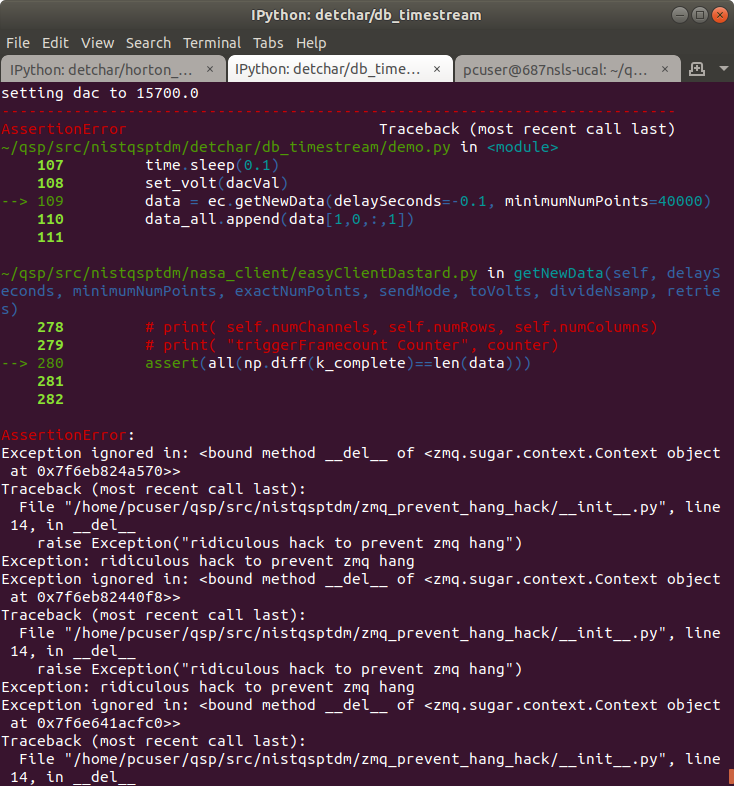 IPython: detchar/db_timestream
File Edit View Search Terminal Tabs Help
IPython: detchar/horton_... × IPython: detchar/db_time... × pcuser@687nsls-ucal: ~/q... ×
setting dac to 15700.0
---------------------------------------------------------------------------
AssertionError                            Traceback (most recent call last)
~/qsp/src/nistqsptdm/detchar/db_timestream/demo.py in <module>
    107         time.sleep(0.1)
    108         set_volt(dacVal)
--> 109         data = ec.getNewData(delaySeconds=-0.1, minimumNumPoints=40000)
    110         data_all.append(data[1,0,:,1])
    111
~/qsp/src/nistqsptdm/nasa_client/easyClientDastard.py in getNewData(self, delayS
econds, minimumNumPoints, exactNumPoints, sendMode, toVolts, divideNsamp, retrie
s)
    278         # print( self.numChannels, self.numRows, self.numColumns)
    279         # print( "triggerFramecount Counter", counter)
--> 280         assert(all(np.diff(k_complete)==len(data)))
    281
    282
AssertionError:
Exception ignored in: <bound method __del__ of <zmq.sugar.context.Context object
 at 0x7f6eb824a570>>
Traceback (most recent call last):
  File "/home/pcuser/qsp/src/nistqsptdm/zmq_prevent_hang_hack/__init__.py", line
 14, in __del__
    raise Exception("ridiculous hack to prevent zmq hang")
Exception: ridiculous hack to prevent zmq hang
Exception ignored in: <bound method __del__ of <zmq.sugar.context.Context object
 at 0x7f6eb82440f8>>
Traceback (most recent call last):
  File "/home/pcuser/qsp/src/nistqsptdm/zmq_prevent_hang_hack/__init__.py", line
 14, in __del__
    raise Exception("ridiculous hack to prevent zmq hang")
Exception: ridiculous hack to prevent zmq hang
Exception ignored in: <bound method __del__ of <zmq.sugar.context.Context object
 at 0x7f6e641acfc0>>
Traceback (most recent call last):
  File "/home/pcuser/qsp/src/nistqsptdm/zmq_prevent_hang_hack/__init__.py", line
 14, in __del__